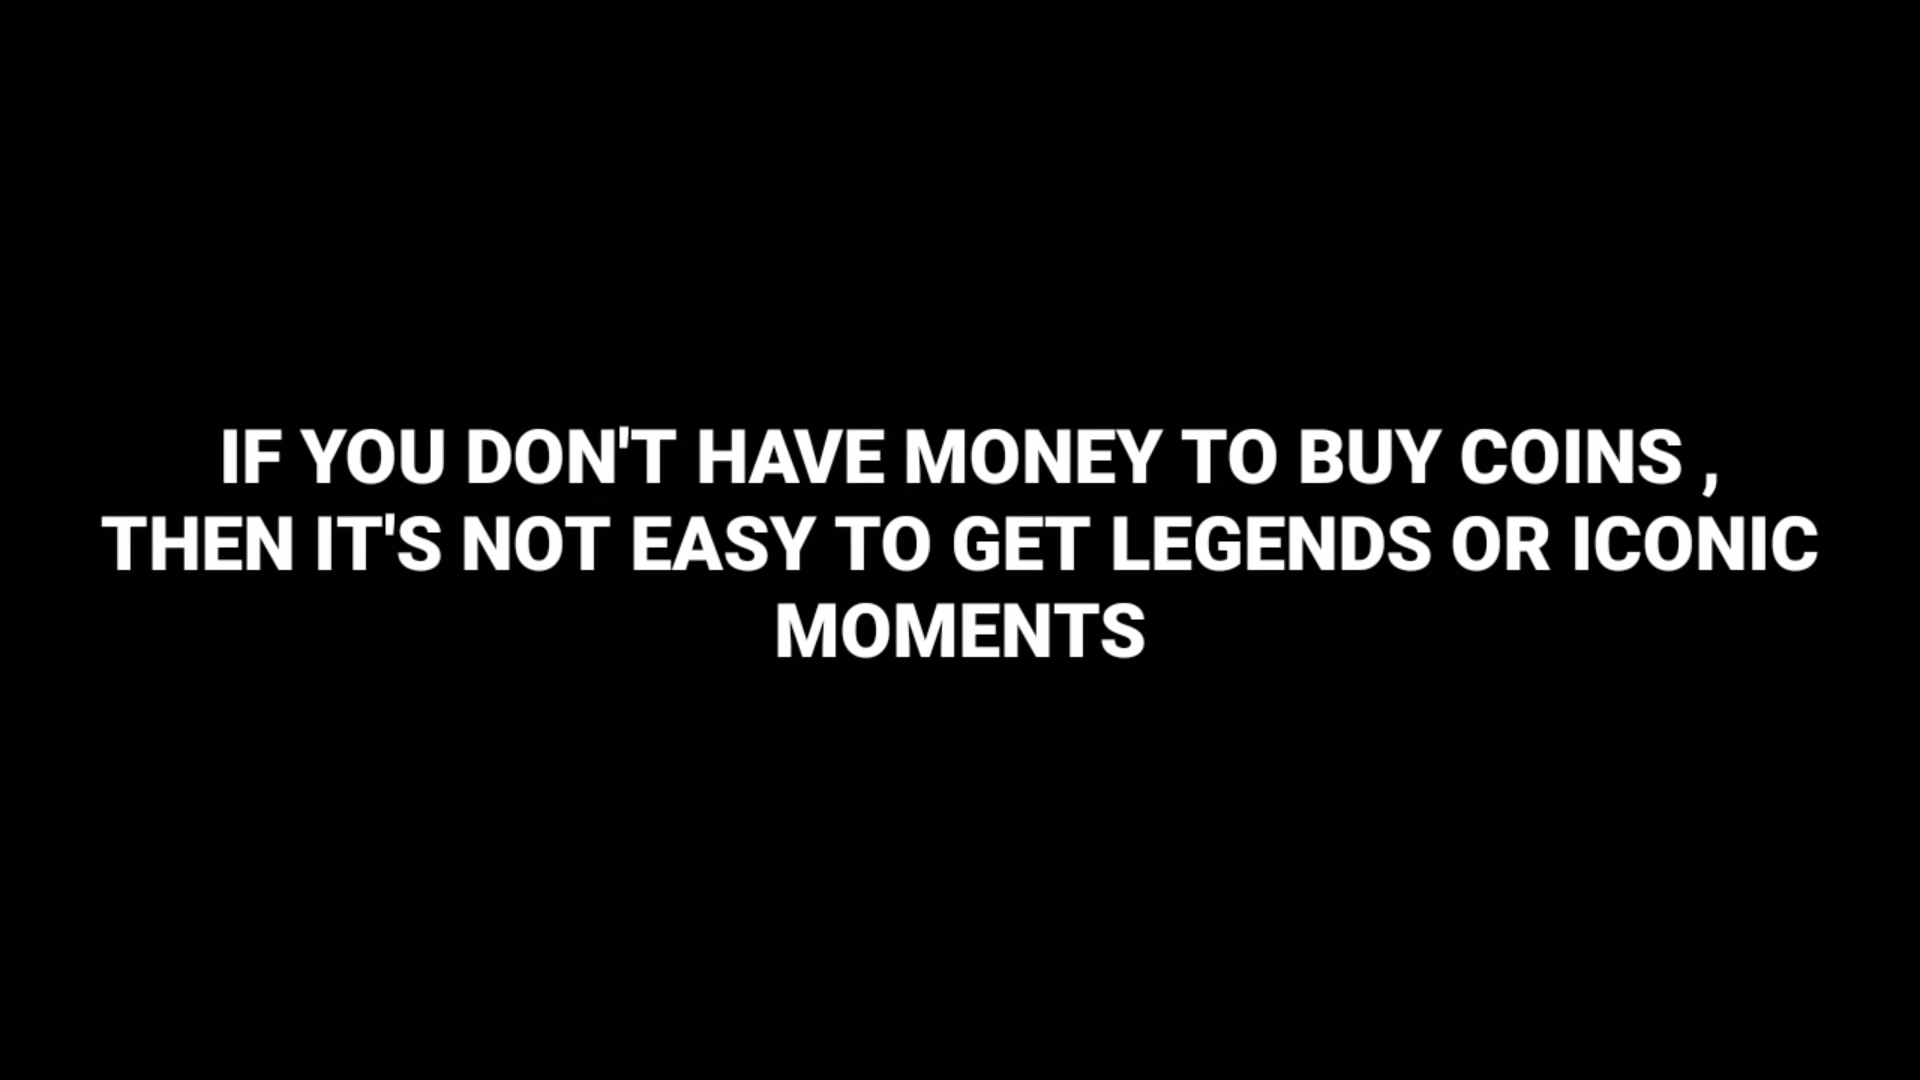 IF YOU DON'T HAVE MONEY TO BUY COINS ,
THEN IT'S NOT EASY TO GET LEGENDS OR ICONIC
MOMENTS